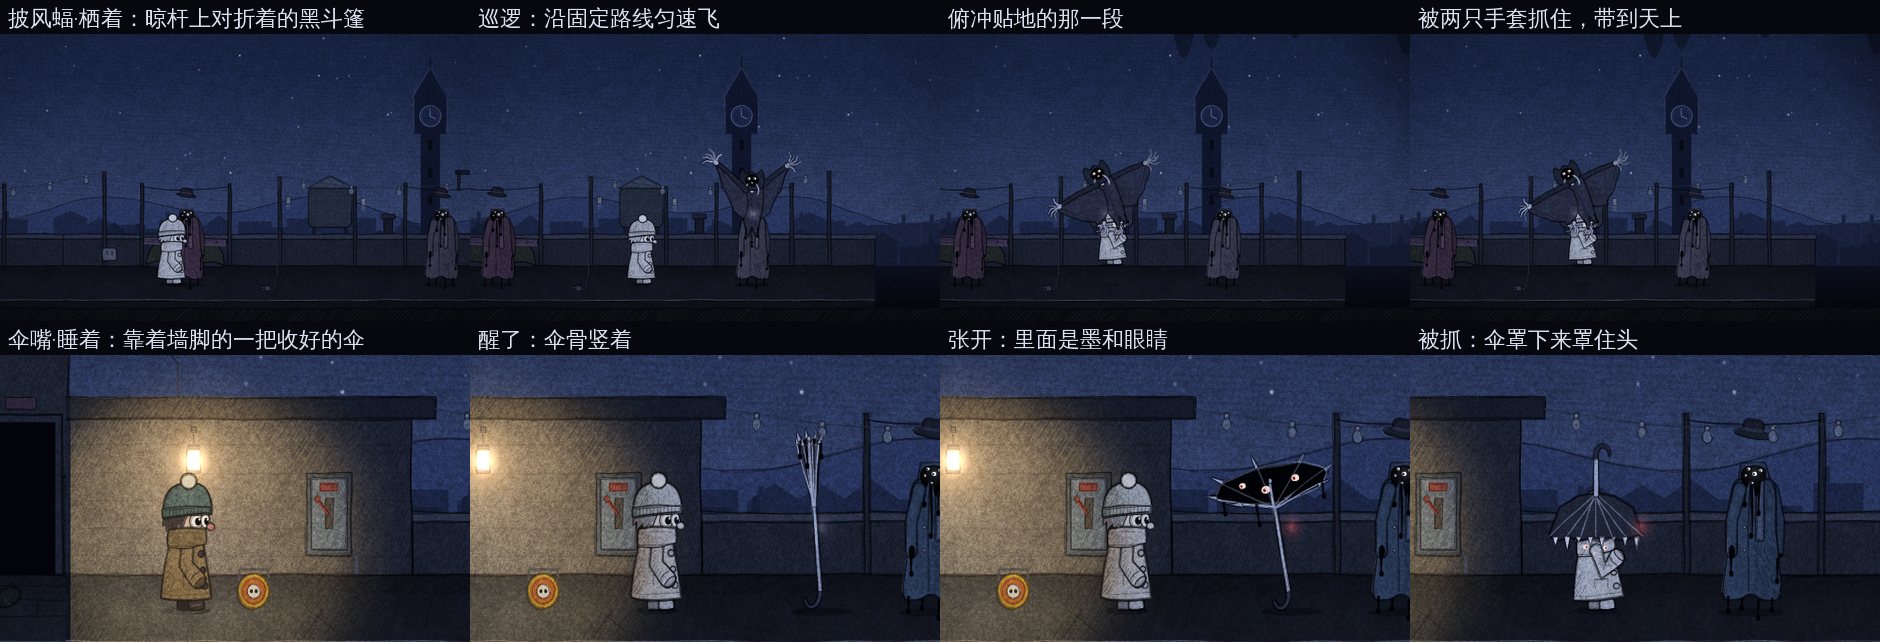 披风蝠·栖着：晾杆上对折着的黑斗篷
巡逻：沿固定路线匀速飞
俯冲贴地的那一段
被两只手套抓住，带到天上
伞嘴·睡着：靠着墙脚的一把收好的伞
醒了：伞骨竖着
张开：里面是墨和眼睛
被抓：伞罩下来罩住头